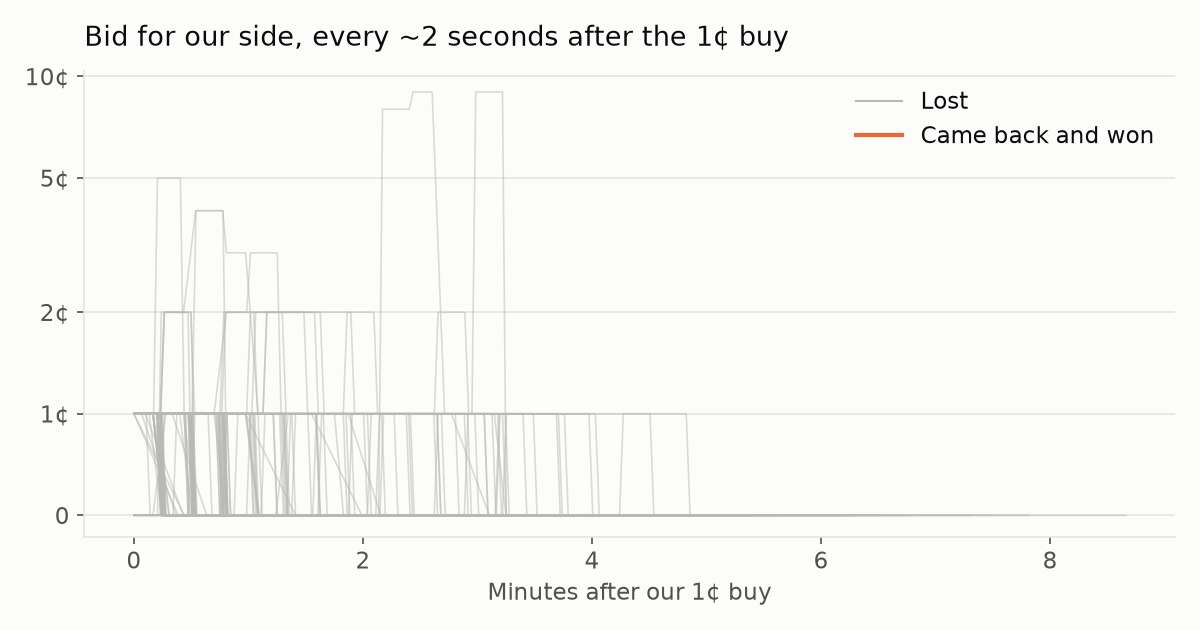 Bid for our side, every ~2 seconds after the 1¢ buy
10¢
5¢
2¢
1¢
0
Lost
Came back and won
0 2 4 6 8
Minutes after our 1¢ buy